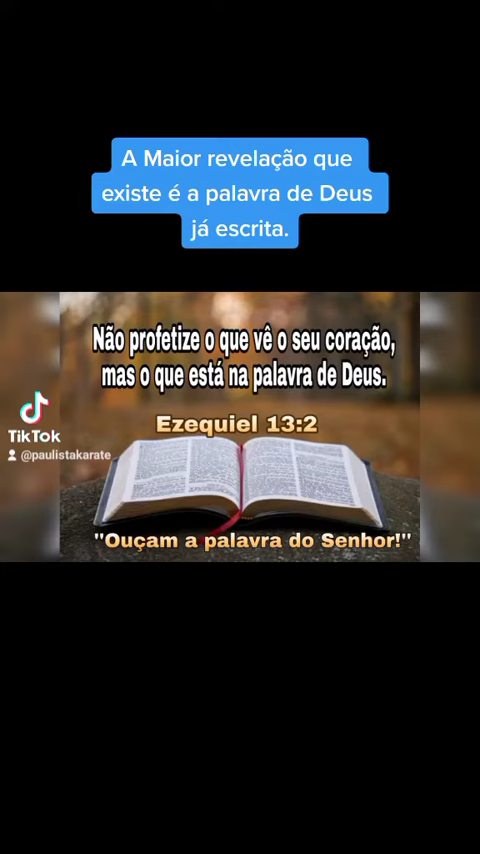 A Maior revelação que
existe é a palavra de Deus
já escrita.
Não profetize o que vê o seu coração,
mas o que está na palavra de Deus.
Ezequiel 13:2
TikTok
@paulistakarate
"Ouçam a palavra do Senhor!"